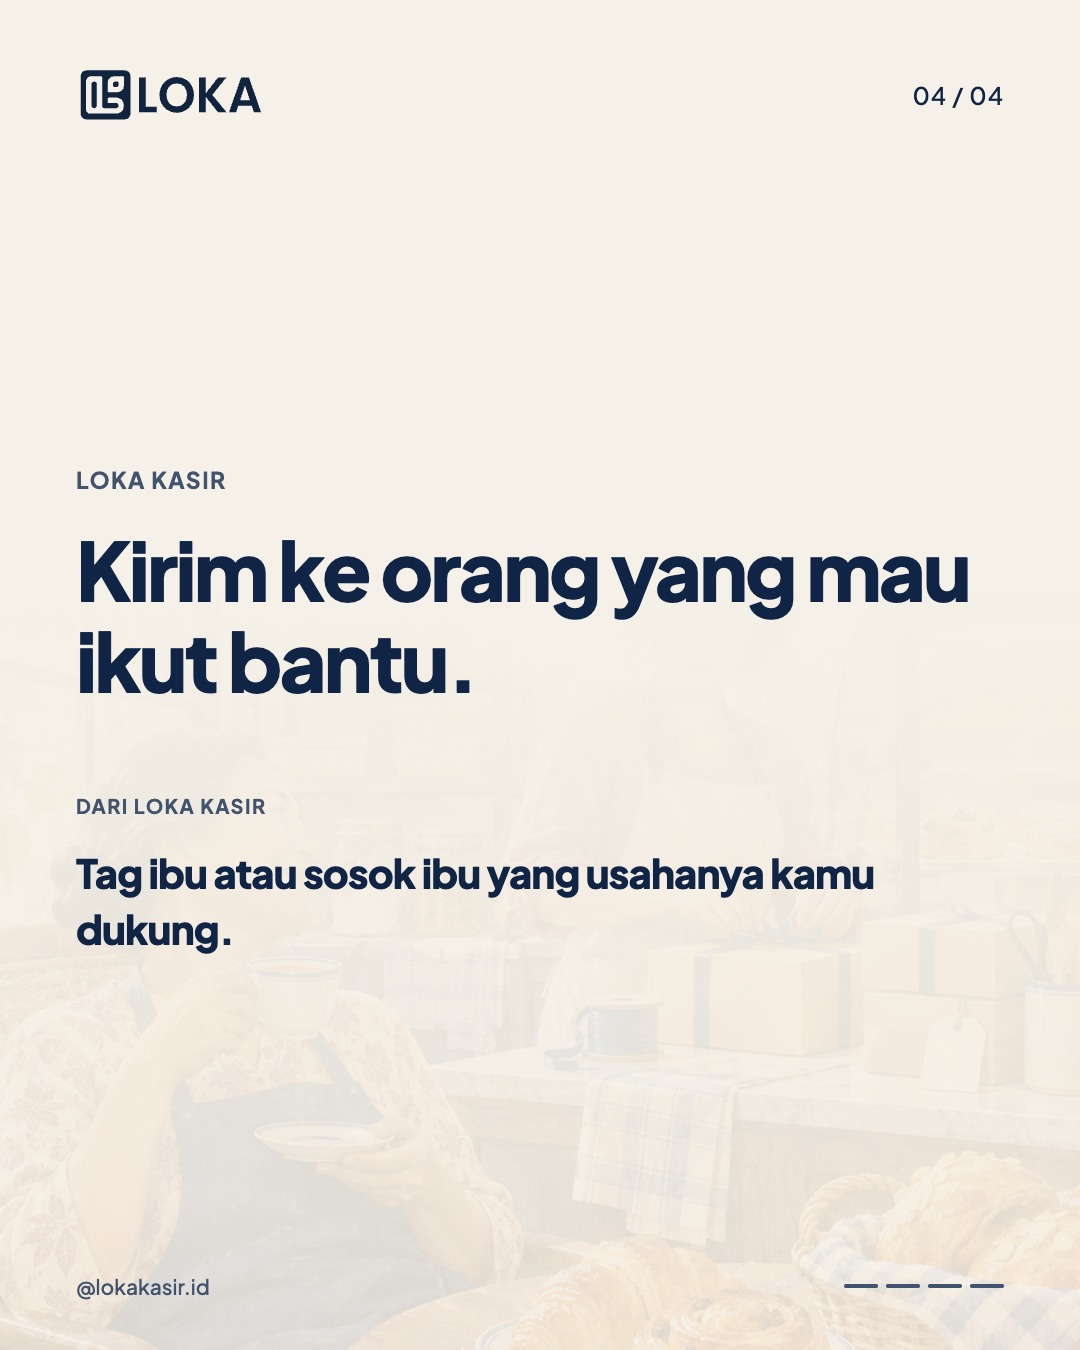 LOKA
04 / 04
LOKA KASIR
Kirim ke orang yang mau
ikut bantu.
DARI LOKA KASIR
Tag ibu atau sosok ibu yang usahanya kamu
dukung.
@lokakasir.id